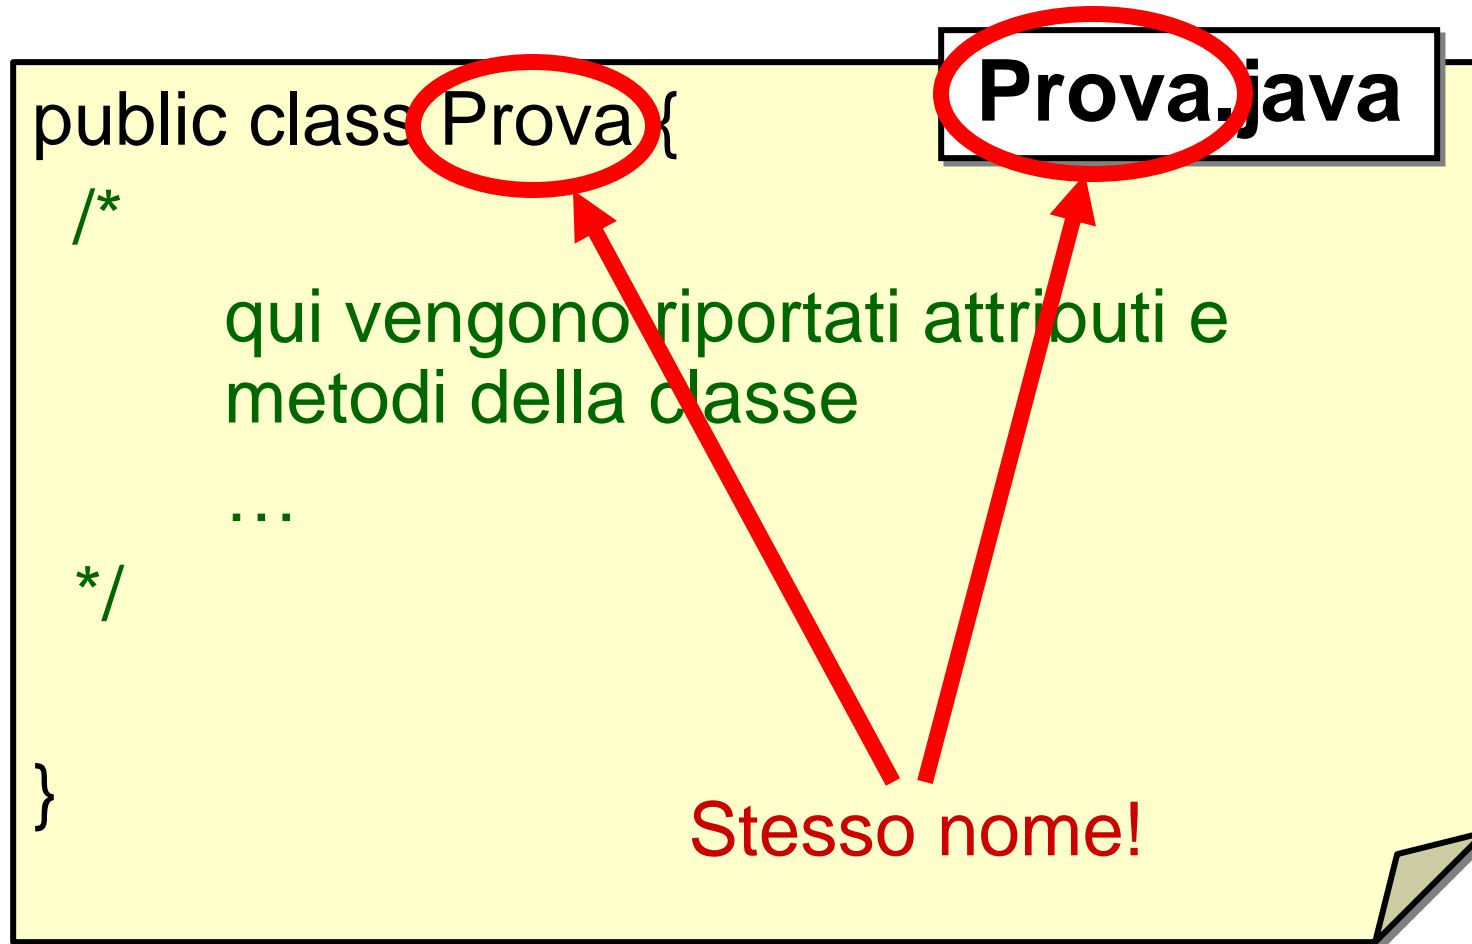 Prova.java
public class Prova {
/*
qui vengono riportati attributi e
metodi della classe
…
*/
}
Stesso nome!